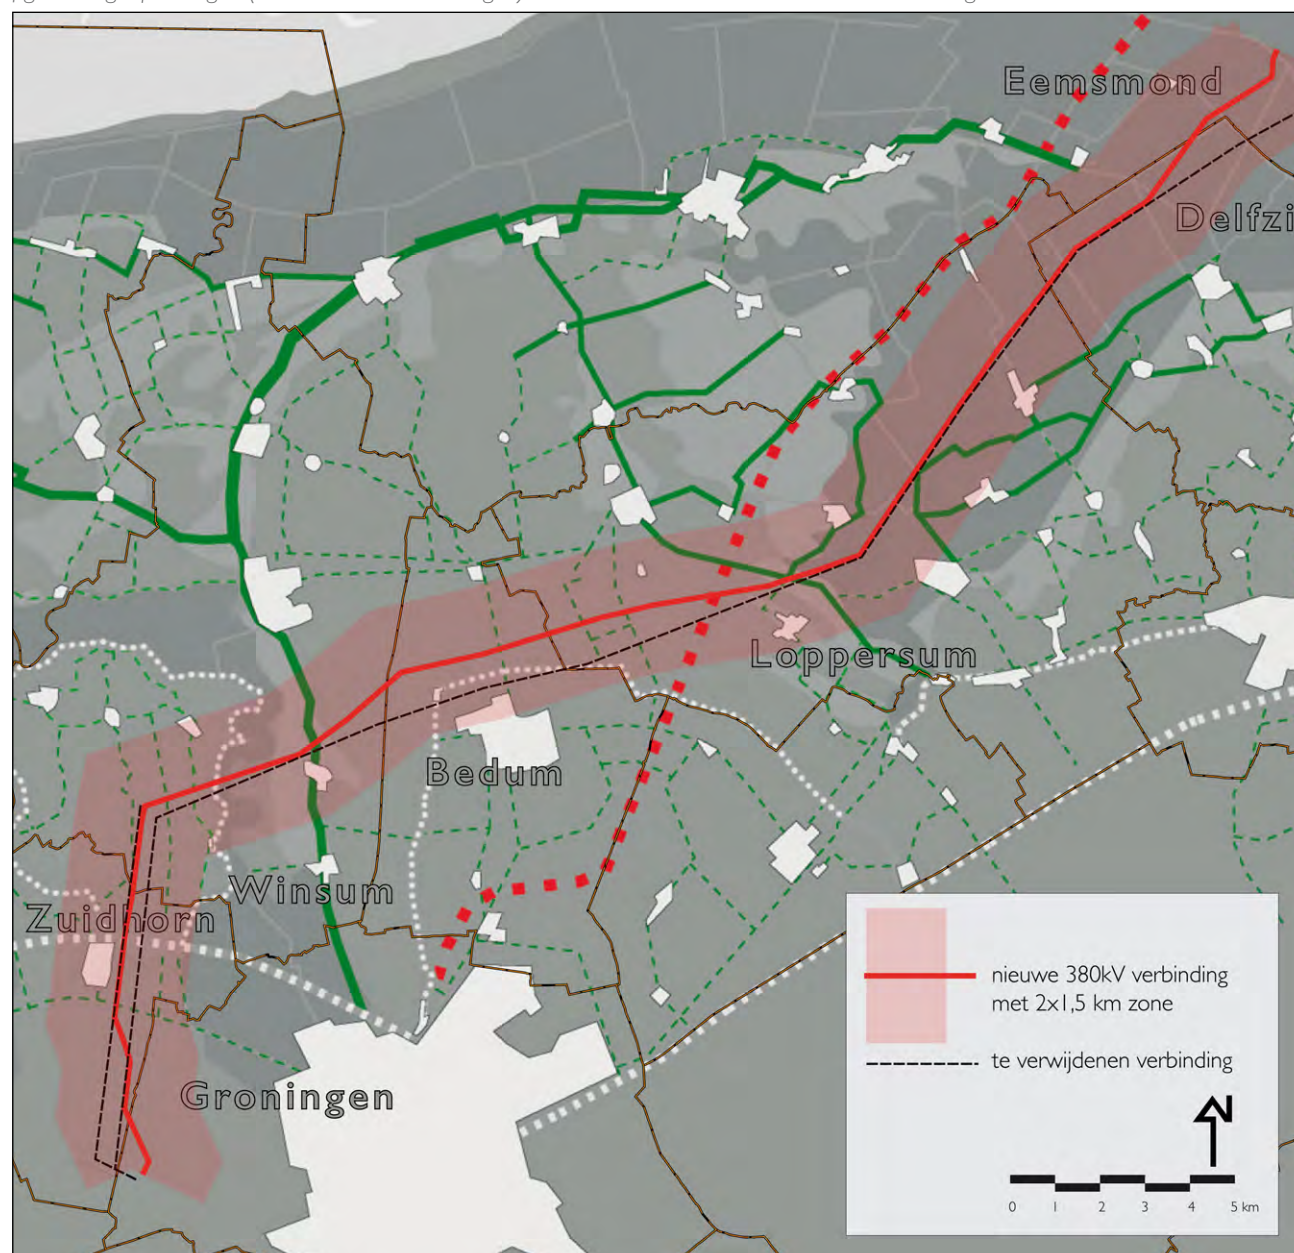 Eemsmond
Delfzi
Loppersum
Bedum
Winsum
Zuidhorn
Groningen
nieuwe 380kV verbinding
met 2x1,5 km zone
te verwijdenen verbinding
N
0 1 2 3 4 5 km